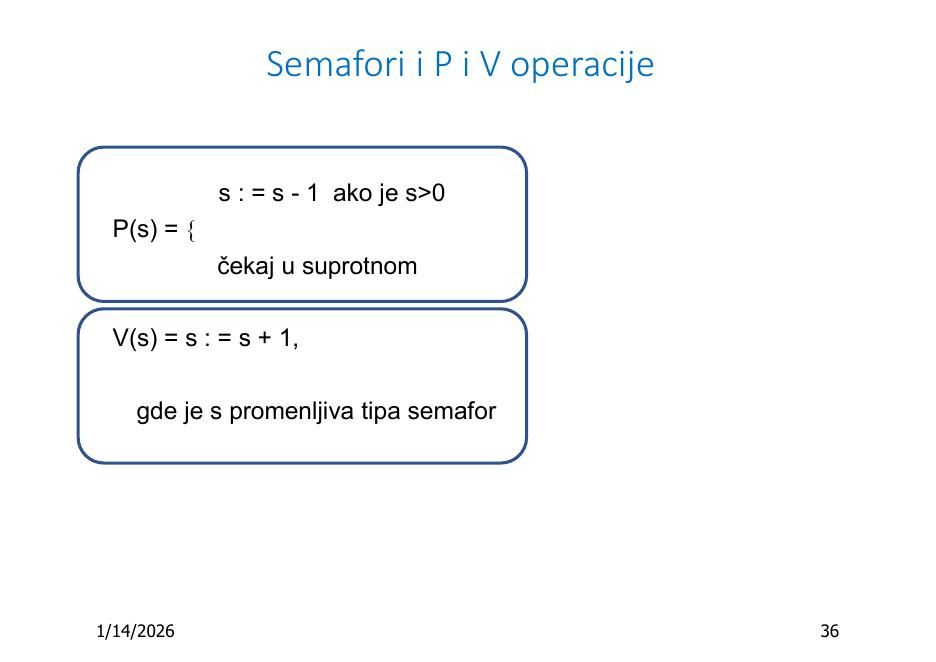 Semafori i P i V operacije
s : = s - 1  ako je s>0
P(s) = {
čekaj u suprotnom
V(s) = s : = s + 1,
gde je s promenljiva tipa semafor
1/14/2026
36